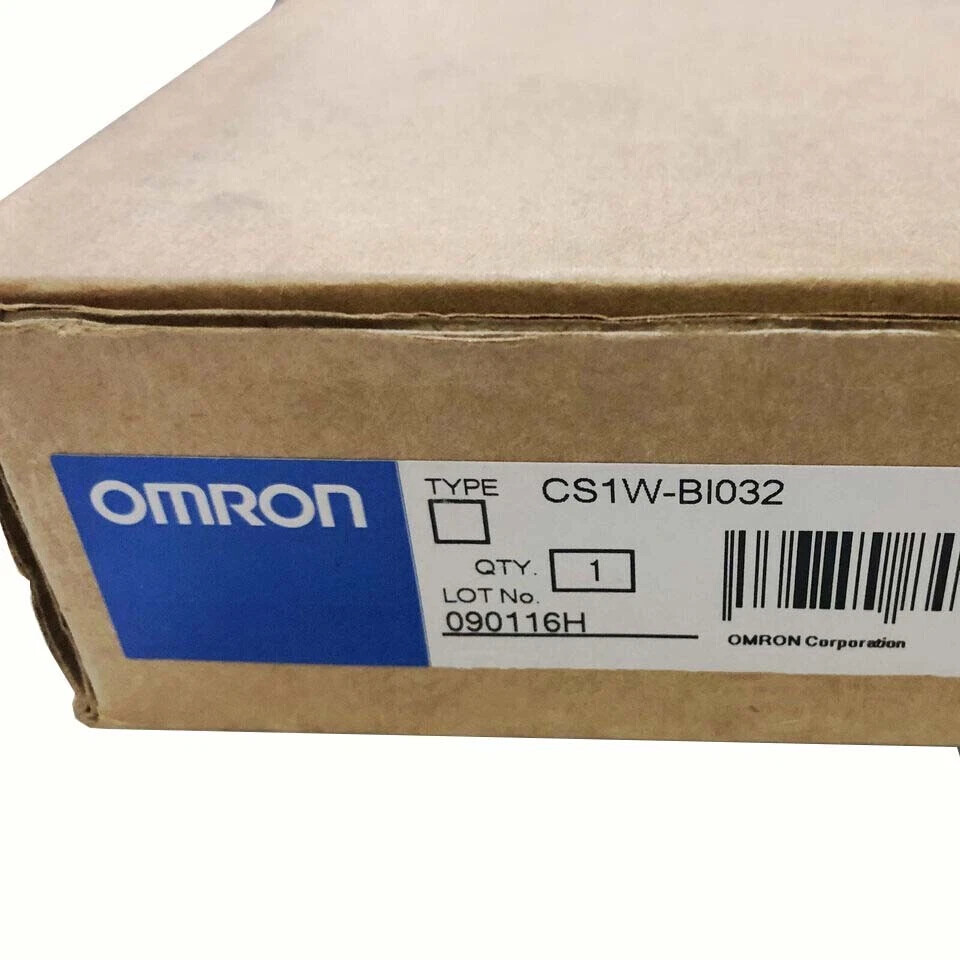 OMRON
TYPE CS1W-BI032
QTY. 1
LOT No.
090116H
OMRON Corporation